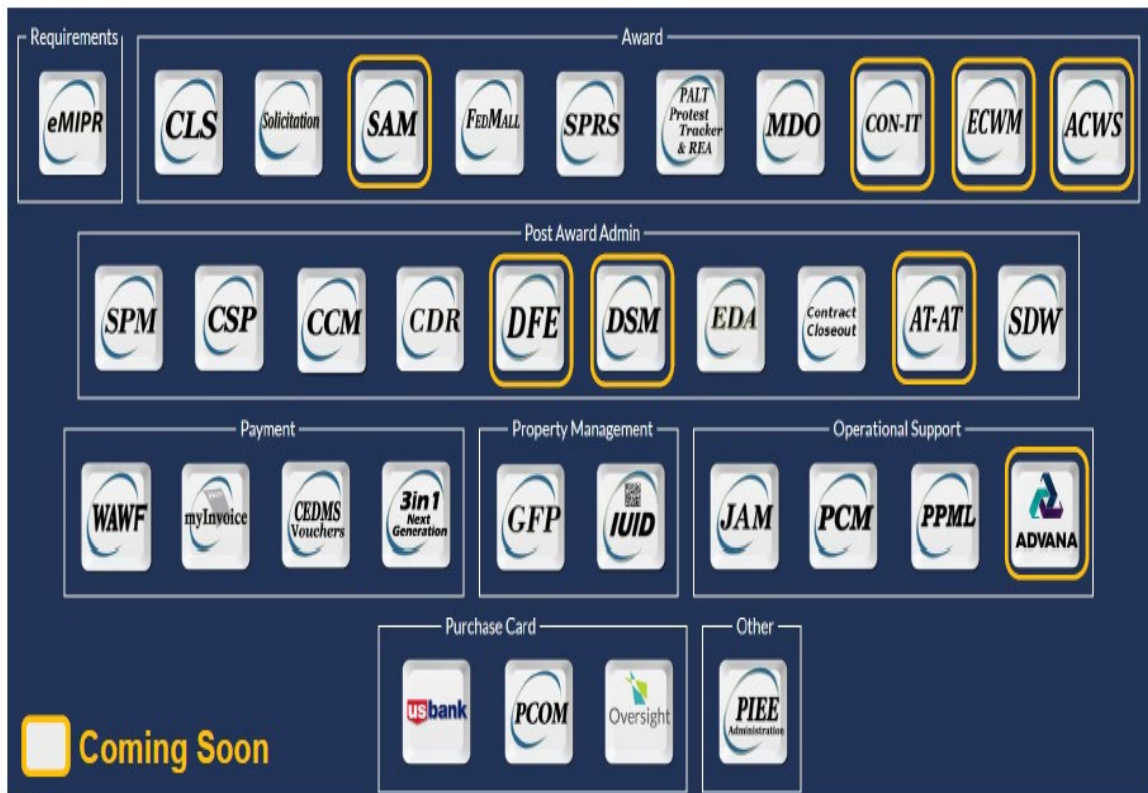 Requirements
Award
eMIPR
CLS
Solicitation
SAM
FEDMALL
SPRS
PALT
Protest
Tracker
& REA
MDO
CON-IT
ECWM
ACWS
Post Award Admin
SPM
CSP
CCM
CDR
DFE
DSM
EDA
Contract
Closeout
AT-AT
SDW
Payment
Property Management
Operational Support
WAWF
myInvoice
CEDMS
Vouchers
3in1
Next
Generation
GFP
IUID
JAM
PCM
PPML
ADVANA
Purchase Card
Other
usbank
PCOM
Oversight
PIEE
Administration
Coming Soon